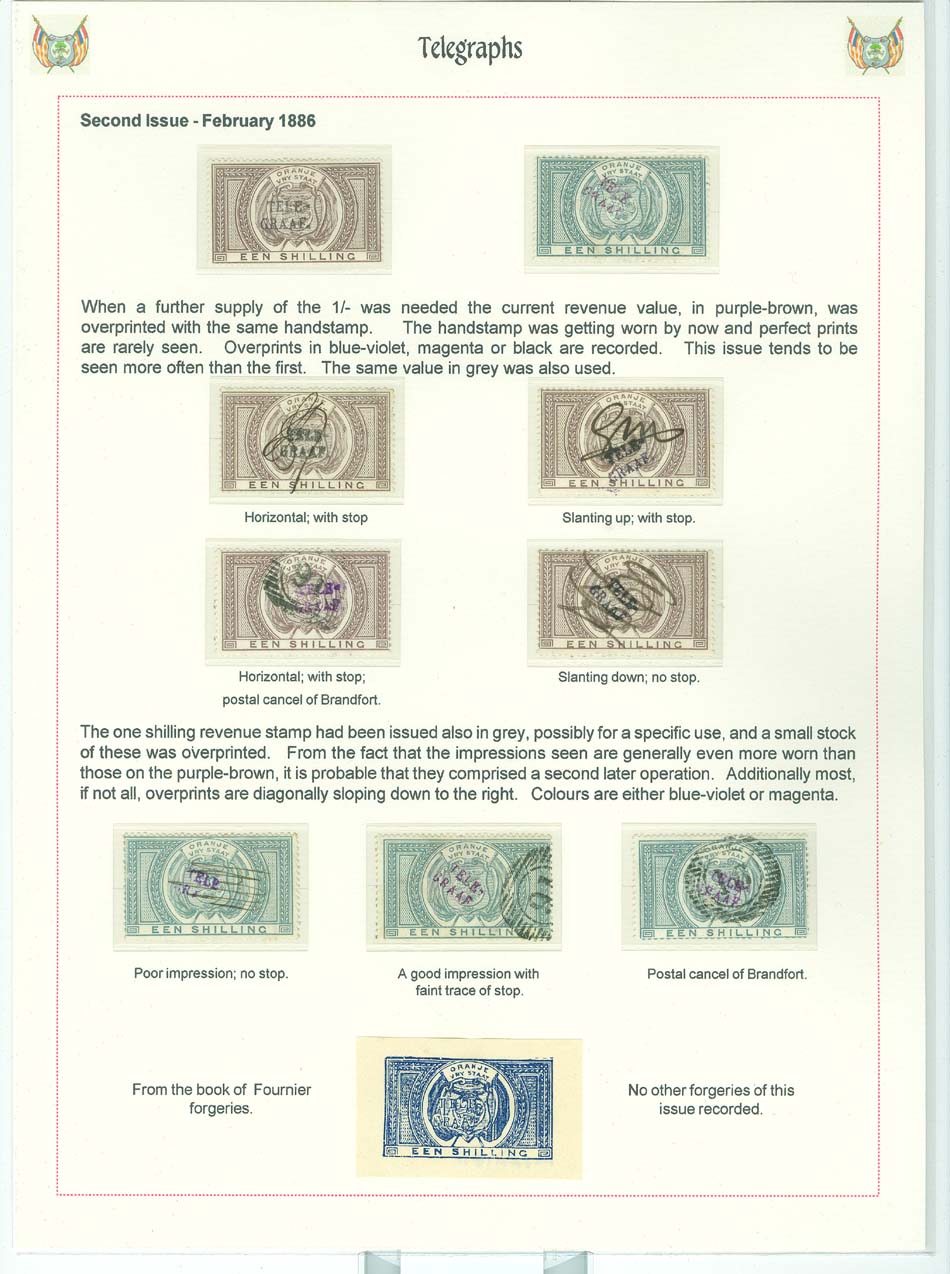 Telegraphs
Second Issue - February 1886
ORANJE
VRY STAAT
TELE-
GRAAF.
EEN SHILLING
ORANJE
VRY STAAT
TELE-
GRAAF
EEN SHILLING
When a further supply of the 1/- was needed the current revenue value, in purple-brown, was
overprinted with the same handstamp. The handstamp was getting worn by now and perfect prints
are rarely seen. Overprints in blue-violet, magenta or black are recorded. This issue tends to be
seen more often than the first. The same value in grey was also used.
ORANJE
VRY
TELE-
GRAAF.
EEN SHILLING
ORANJE
STAAT
TELE-
GRAAF.
EEN SHILLING
Horizontal; with stop
Slanting up; with stop.
ORANJE
TELE-
GRAAF
EEN SHILLING
ORANJE
TELE-
GRAAF
EEN SHILLING
Horizontal; with stop;
postal cancel of Brandfort.
Slanting down; no stop.
The one shilling revenue stamp had been issued also in grey, possibly for a specific use, and a small stock
of these was overprinted. From the fact that the impressions seen are generally even more worn than
those on the purple-brown, it is probable that they comprised a second later operation. Additionally most,
if not all, overprints are diagonally sloping down to the right. Colours are either blue-violet or magenta.
ORANJE
VRY STAAT
TELE
EEN SHILLING
ORANJE
VRY STAAT
TELE-
GRAAF
EEN SHILLING
ORANJE
VRY STAAT
TELE-
GRAAF
EEN SHILLING
Poor impression; no stop.
A good impression with
faint trace of stop.
Postal cancel of Brandfort.
From the book of Fournier
forgeries.
ORANJE
VRY STAAT
TELE-
GRAAF.
EEN SHILLING
No other forgeries of this
issue recorded.